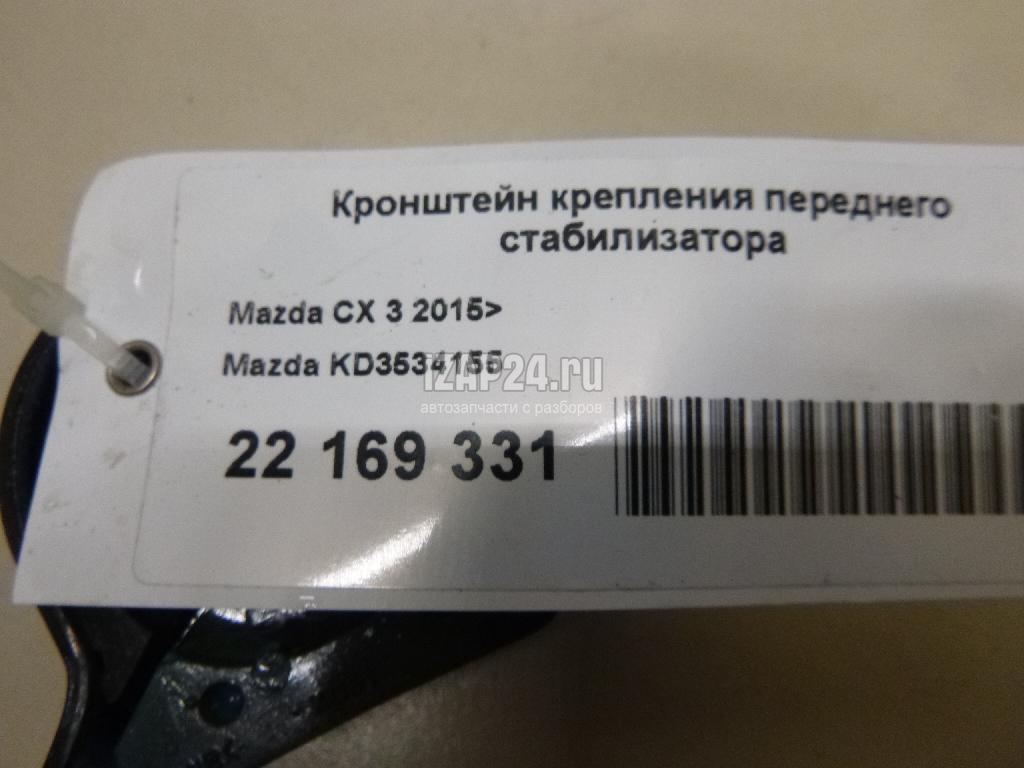 Кронштейн крепления переднего
стабилизатора
Mazda CX 3 2015>
Mazda KD3534155
iZAP24.ru
автозапчасти с разборов
22 169 331